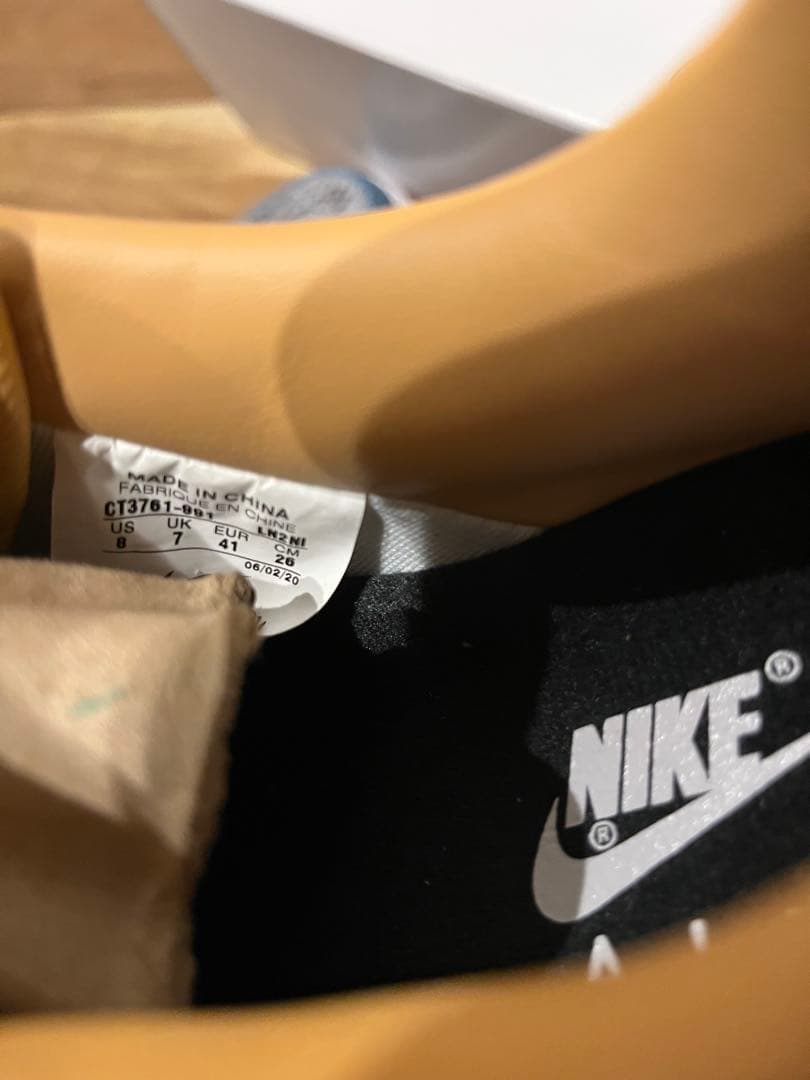 MADE IN CHINA
FABRIQUE EN CHINE
CT3761-991 LN2NI
US UK EUR CM
8 7 41 26
06/02/20
NIKE®
®